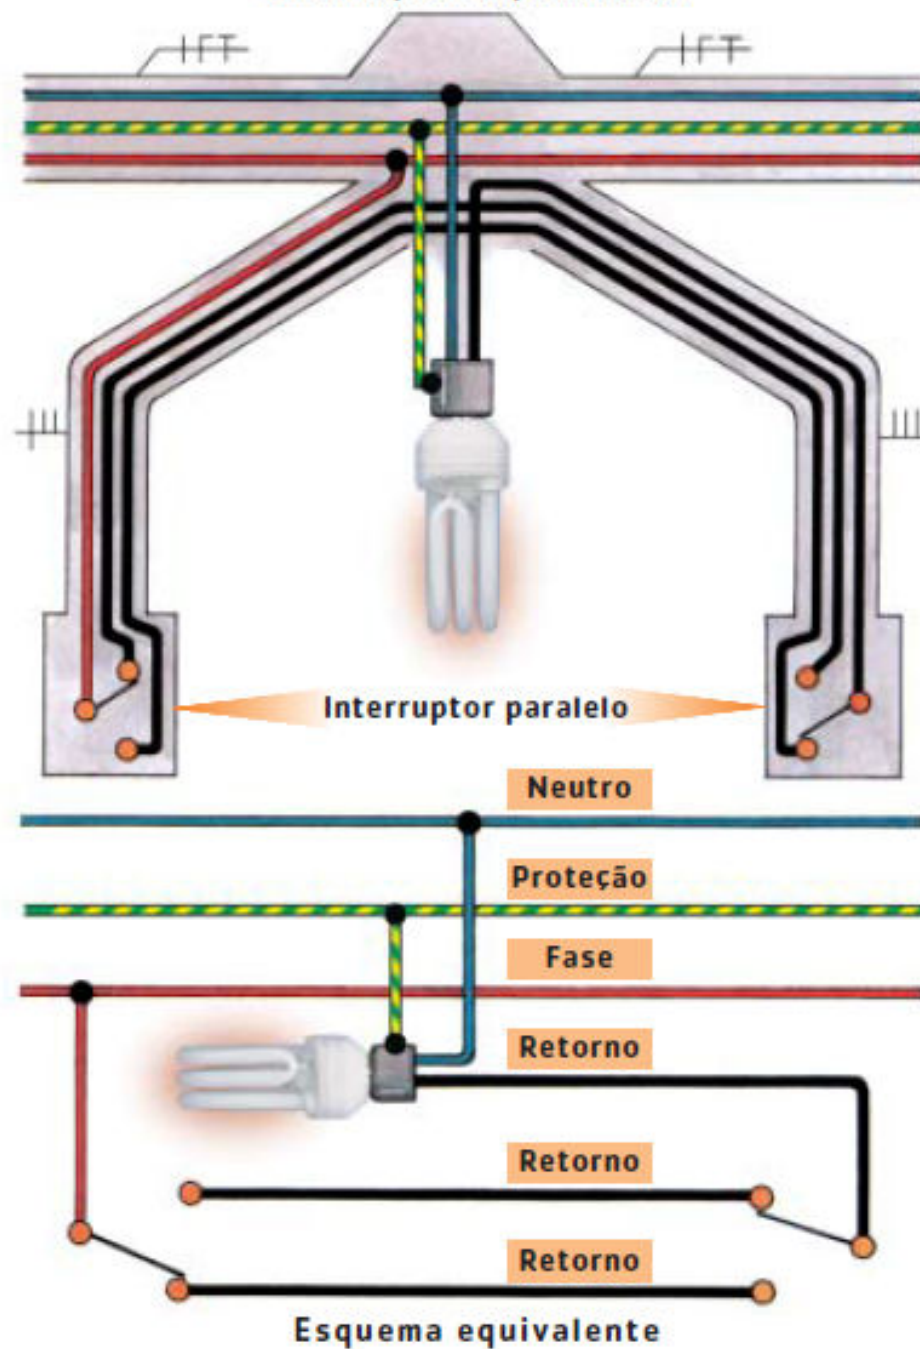 Interruptor paralelo
Neutro
Proteção
Fase
Retorno
Retorno
Retorno
Esquema equivalente